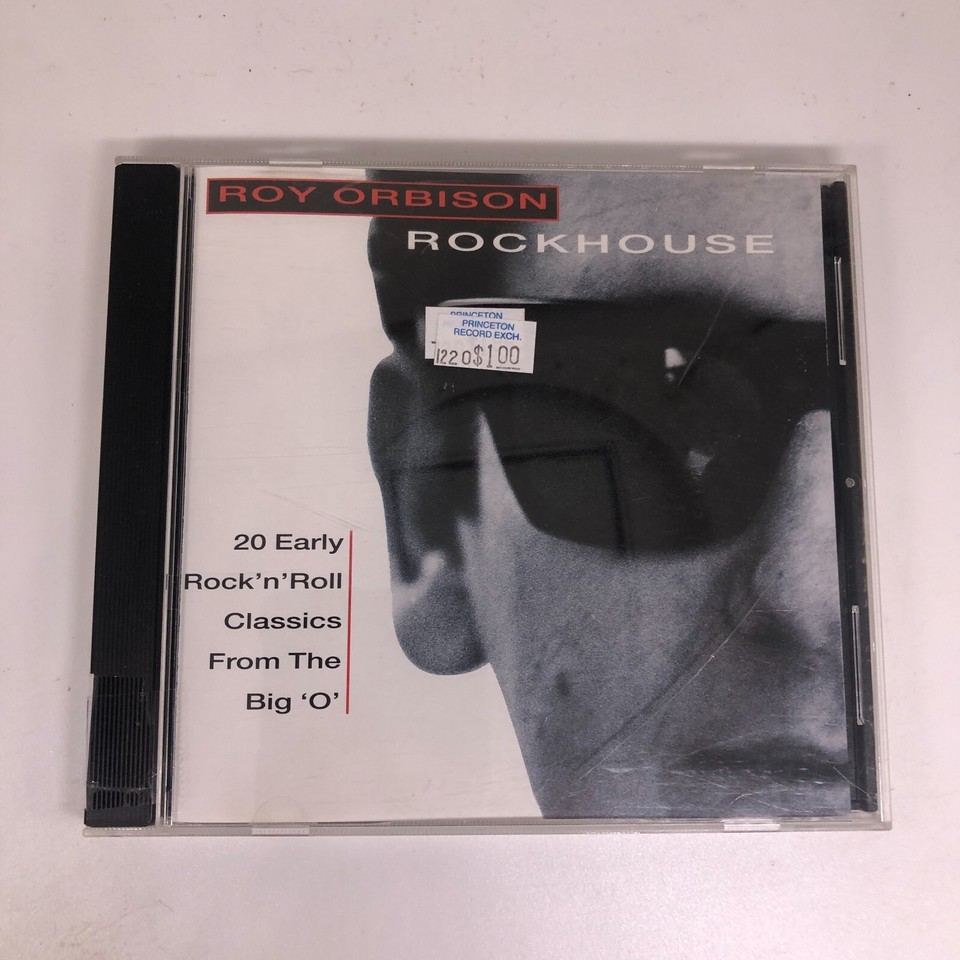 ROY ORBISON
ROCKHOUSE
PRINCETON
PRINCETON
RECORD EXCH.
1220 $1.00
20 Early
Rock'n'Roll
Classics
From The
Big 'O'